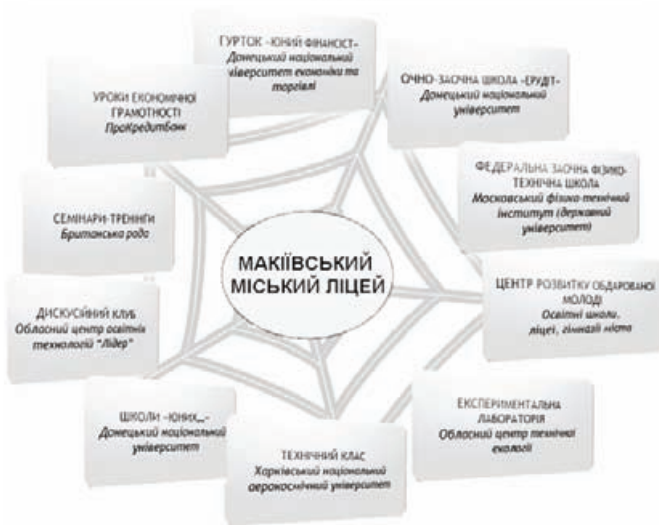 ГУРТОК «ЮНИЙ ФІНАНСИСТ»
Донецький національний
університет економіки та
торгівлі
ОЧНО-ЗАОЧНА ШКОЛА «ЕРУДИТ»
Донецький національний
університет
УРОКИ ЕКОНОМІЧНОЇ
ГРАМОТНОСТІ
ПроКредитБанк
ФЕДЕРАЛЬНА ЗАОЧНА ФІЗИКО-
ТЕХНІЧНА ШКОЛА
Московський фізико-технічний
інститут (державний
університет)
СЕМІНАРИ-ТРЕНІНГИ
Британська рада
МАКІЇВСЬКИЙ
МІСЬКИЙ ЛІЦЕЙ
ЦЕНТР РОЗВИТКУ ОБДАРОВАНОЇ
МОЛОДІ
Освітні школи,
ліцеї, гімназії міста
ДИСКУСІЙНИЙ КЛУБ
Обласний центр освітніх
технологій "Лідер"
ШКОЛИ «ЮНИХ...»
Донецький національний
університет
ЕКСПЕРИМЕНТАЛЬНА
ЛАБОРАТОРІЯ
Обласний центр технічної
екології
ТЕХНІЧНИЙ КЛАС
Харківський національний
аерокосмічний університет